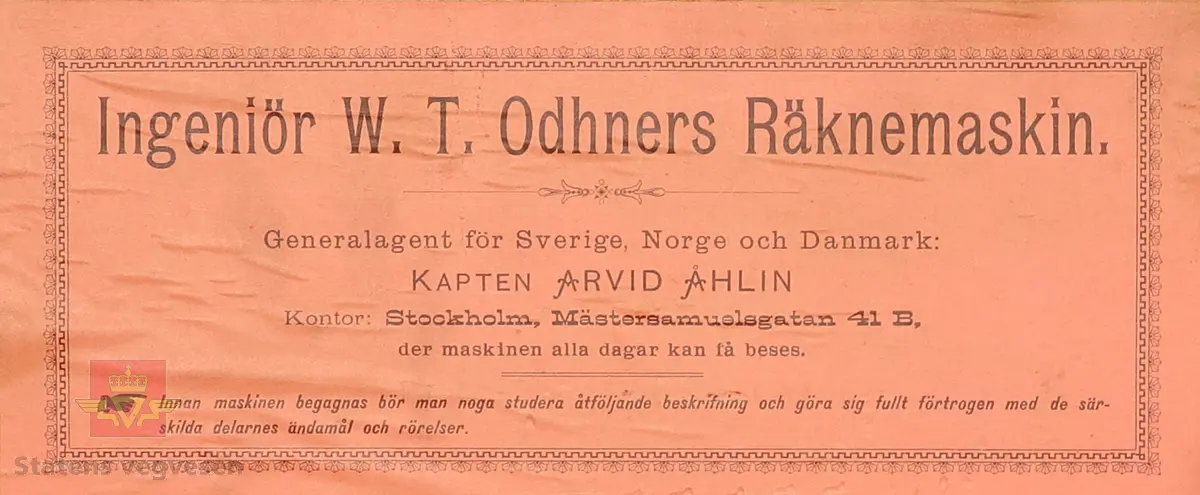 Ingeniör W. T. Odhners Räknemaskin.
Generalagent för Sverige, Norge och Danmark:
KAPTEN ARVID ÅHLIN
Kontor: Stockholm, Mästersamuelsgatan 41 B,
der maskinen alla dagar kan få beses.
Innan maskinen begagnas bör man noga studera åtföljande beskrifning och göra sig fullt förtrogen med de sär-
skilda delarnes ändamål och rörelser.
Statens vegvesen